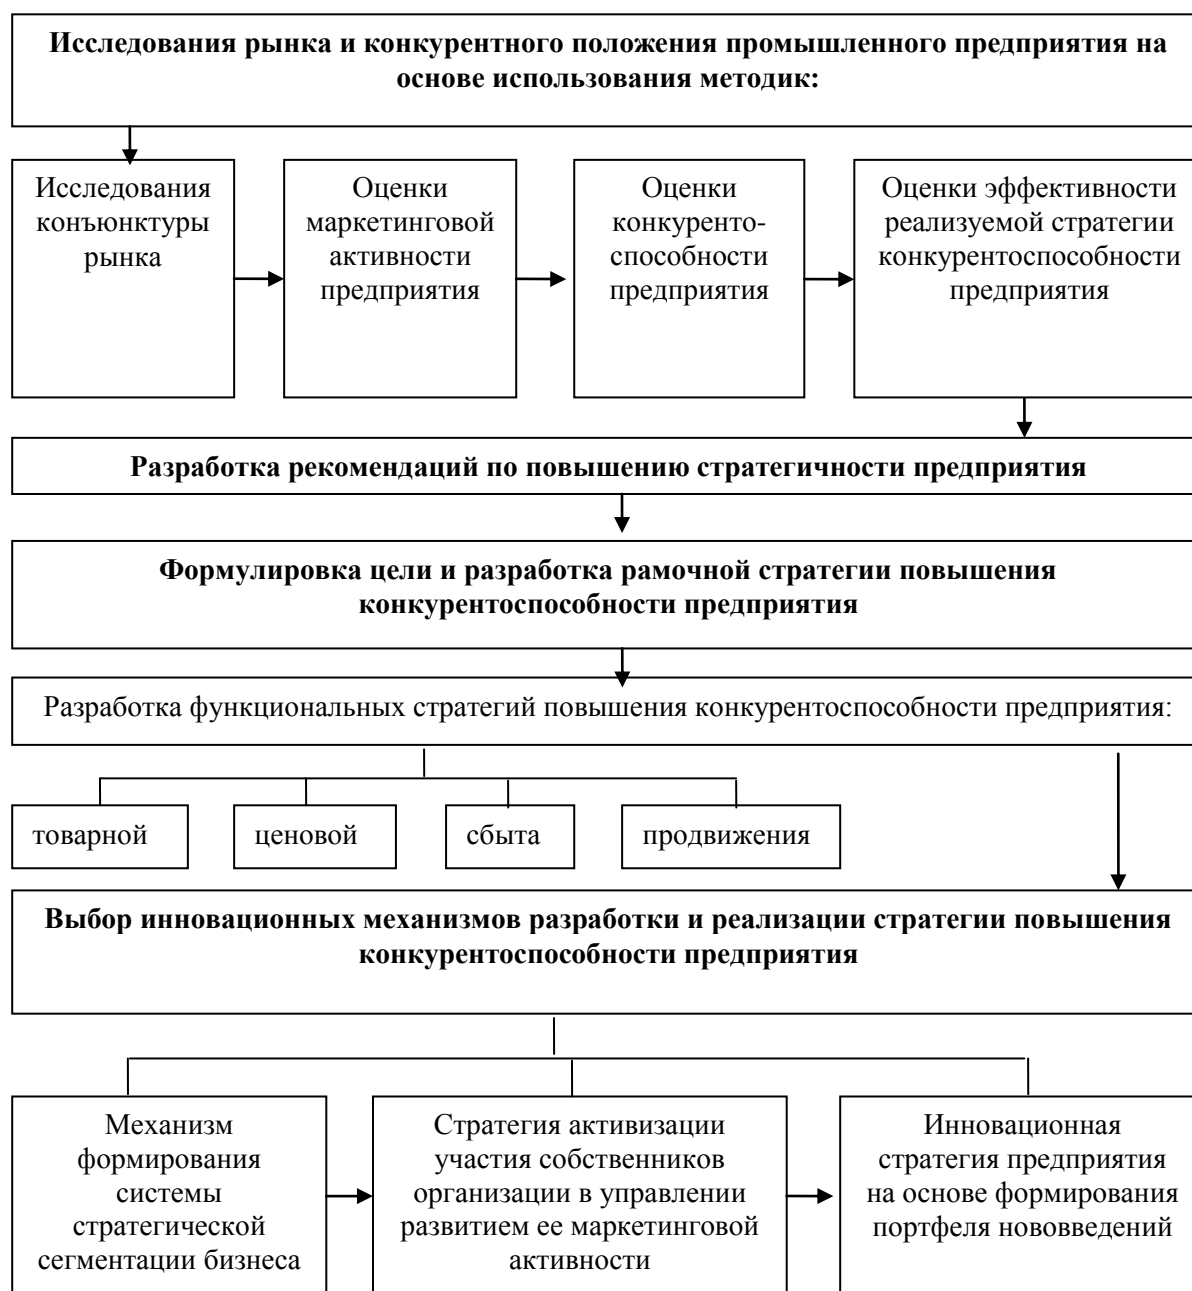 Исследования рынка и конкурентного положения промышленного предприятия на
основе использования методик:
Исследования
конъюнктуры
рынка
Оценки
маркетинговой
активности
предприятия
Оценки
конкуренто-
способности
предприятия
Оценки эффективности
реализуемой стратегии
конкурентоспособности
предприятия
Разработка рекомендаций по повышению стратегичности предприятия
Формулировка цели и разработка рамочной стратегии повышения
конкурентоспособности предприятия
Разработка функциональных стратегий повышения конкурентоспособности предприятия:
товарной
ценовой
сбыта
продвижения
Выбор инновационных механизмов разработки и реализации стратегии повышения
конкурентоспособности предприятия
Механизм
формирования
системы
стратегической
сегментации бизнеса
Стратегия активизации
участия собственников
организации в управлении
развитием ее маркетинговой
активности
Инновационная
стратегия предприятия
на основе формирования
портфеля нововведений